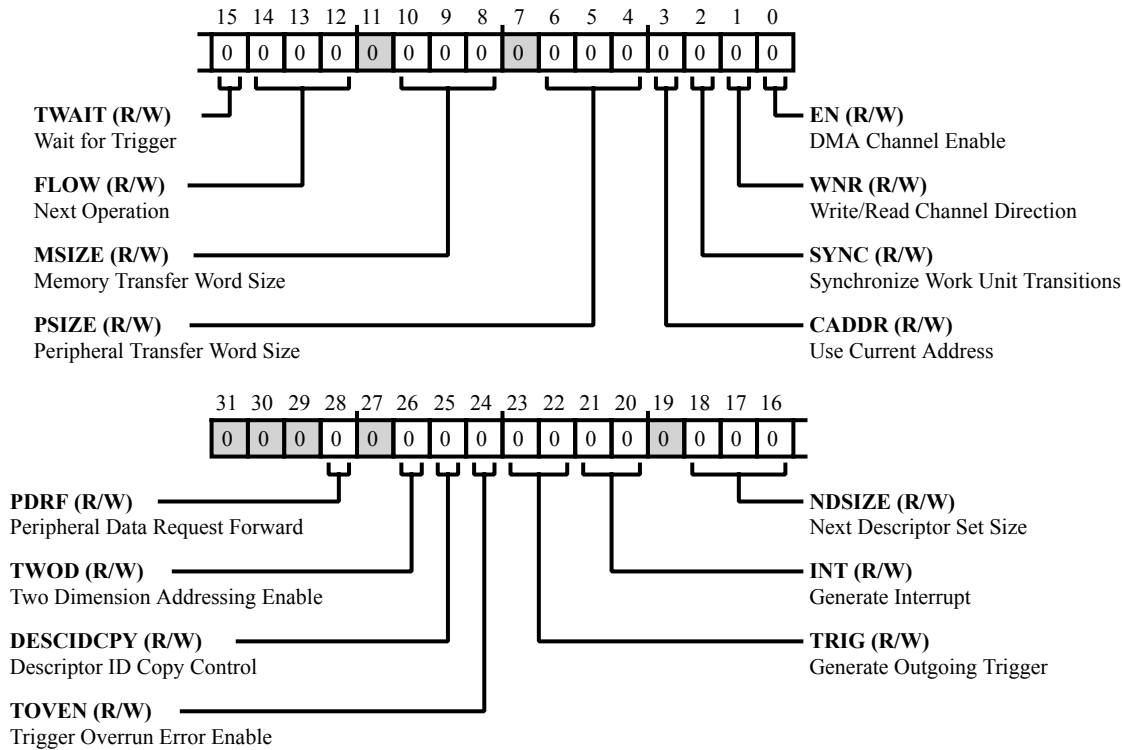 15 14 13 12 11 10 9 8 7 6 5 4 3 2 1 0
0 0 0 0 0 0 0 0 0 0 0 0 0 0 0 0
TWAIT (R/W)
Wait for Trigger
FLOW (R/W)
Next Operation
MSIZE (R/W)
Memory Transfer Word Size
PSIZE (R/W)
Peripheral Transfer Word Size
EN (R/W)
DMA Channel Enable
WNR (R/W)
Write/Read Channel Direction
SYNC (R/W)
Synchronize Work Unit Transitions
CADDR (R/W)
Use Current Address
31 30 29 28 27 26 25 24 23 22 21 20 19 18 17 16
0 0 0 0 0 0 0 0 0 0 0 0 0 0 0 0
PDRF (R/W)
Peripheral Data Request Forward
TWOD (R/W)
Two Dimension Addressing Enable
DESCIDCPY (R/W)
Descriptor ID Copy Control
TOVEN (R/W)
Trigger Overrun Error Enable
NDSIZE (R/W)
Next Descriptor Set Size
INT (R/W)
Generate Interrupt
TRIG (R/W)
Generate Outgoing Trigger